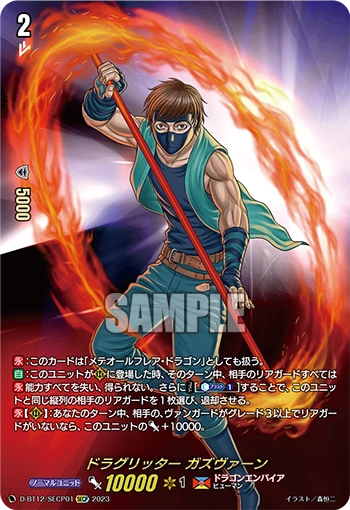 2
5000
SAMPLE
永:このカードは「メテオールフレア・ドラゴン」としても扱う。
自:このユニットがRに登場した時、そのターン中、相手のリアガードすべては
永能力すべてを失い、得られない。さらにコスト【ブラスト1】することで、このユニッ
トと同じ縦列の相手のリアガードを1枚選び、退却させる。
永【R】:あなたのターン中、相手の、ヴァンガードがグレード3以上でリアガー
ドがいないなら、このユニットの+10000。
ドラグリッター ガズヴァーン
ノーマルユニット
10000
1
ドラゴンエンパイア
ヒューマン
D-BT12-SECP01 2023
イラスト/森恒二